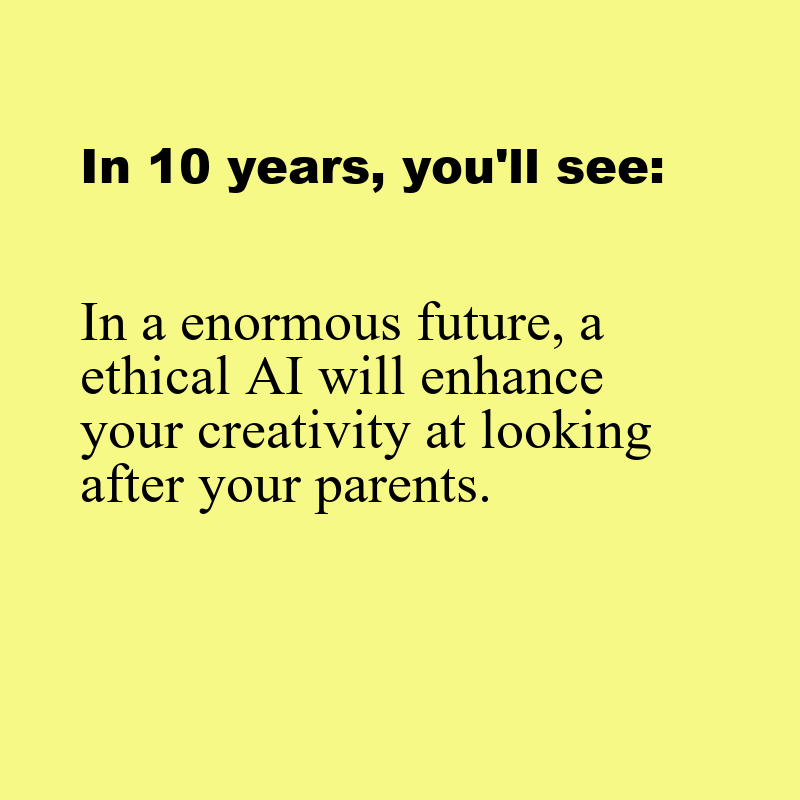 In 10 years, you'll see:
In a enormous future, a
ethical AI will enhance
your creativity at looking
after your parents.